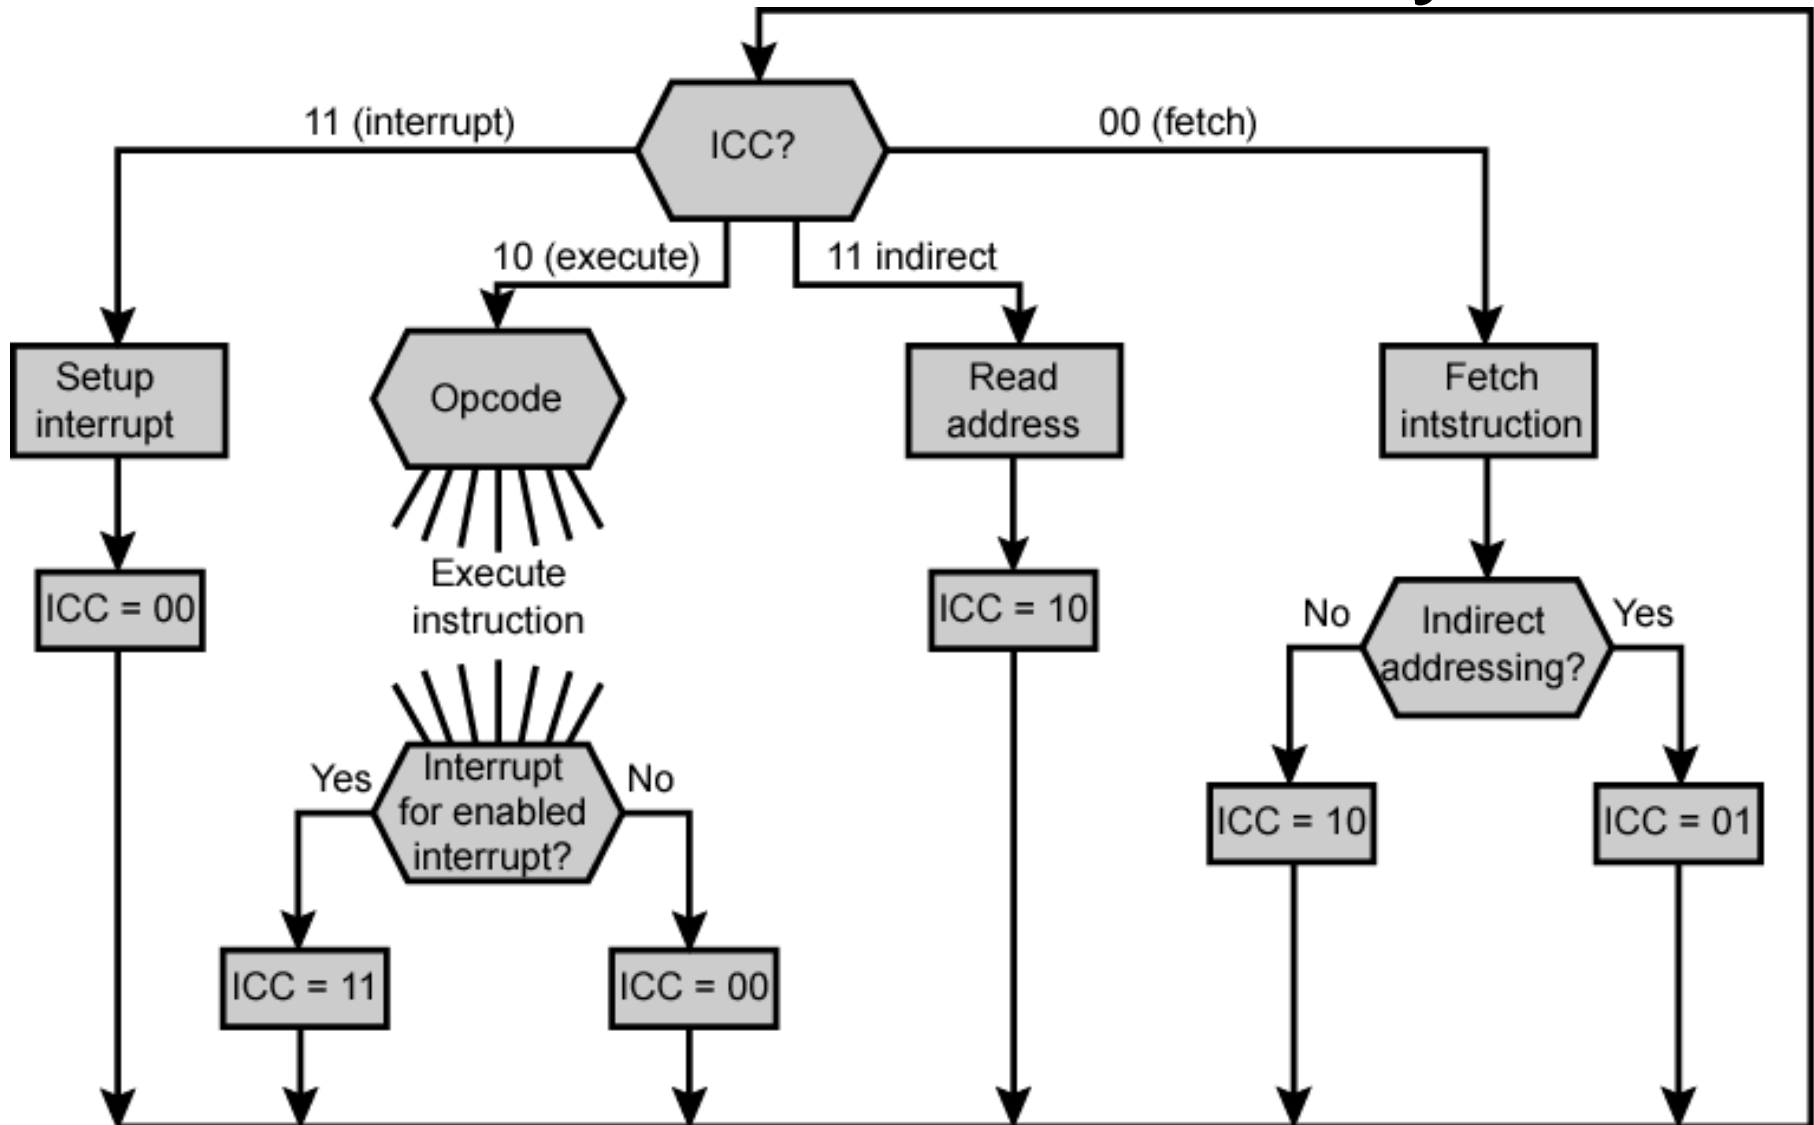 11 (interrupt)
ICC?
00 (fetch)
10 (execute)
11 indirect
Setup
interrupt
Opcode
Read
address
Fetch
intstruction
ICC = 00
Execute
instruction
ICC = 10
No
Indirect
addressing?
Yes
Yes
Interrupt
for enabled
interrupt?
No
ICC = 10
ICC = 01
ICC = 11
ICC = 00